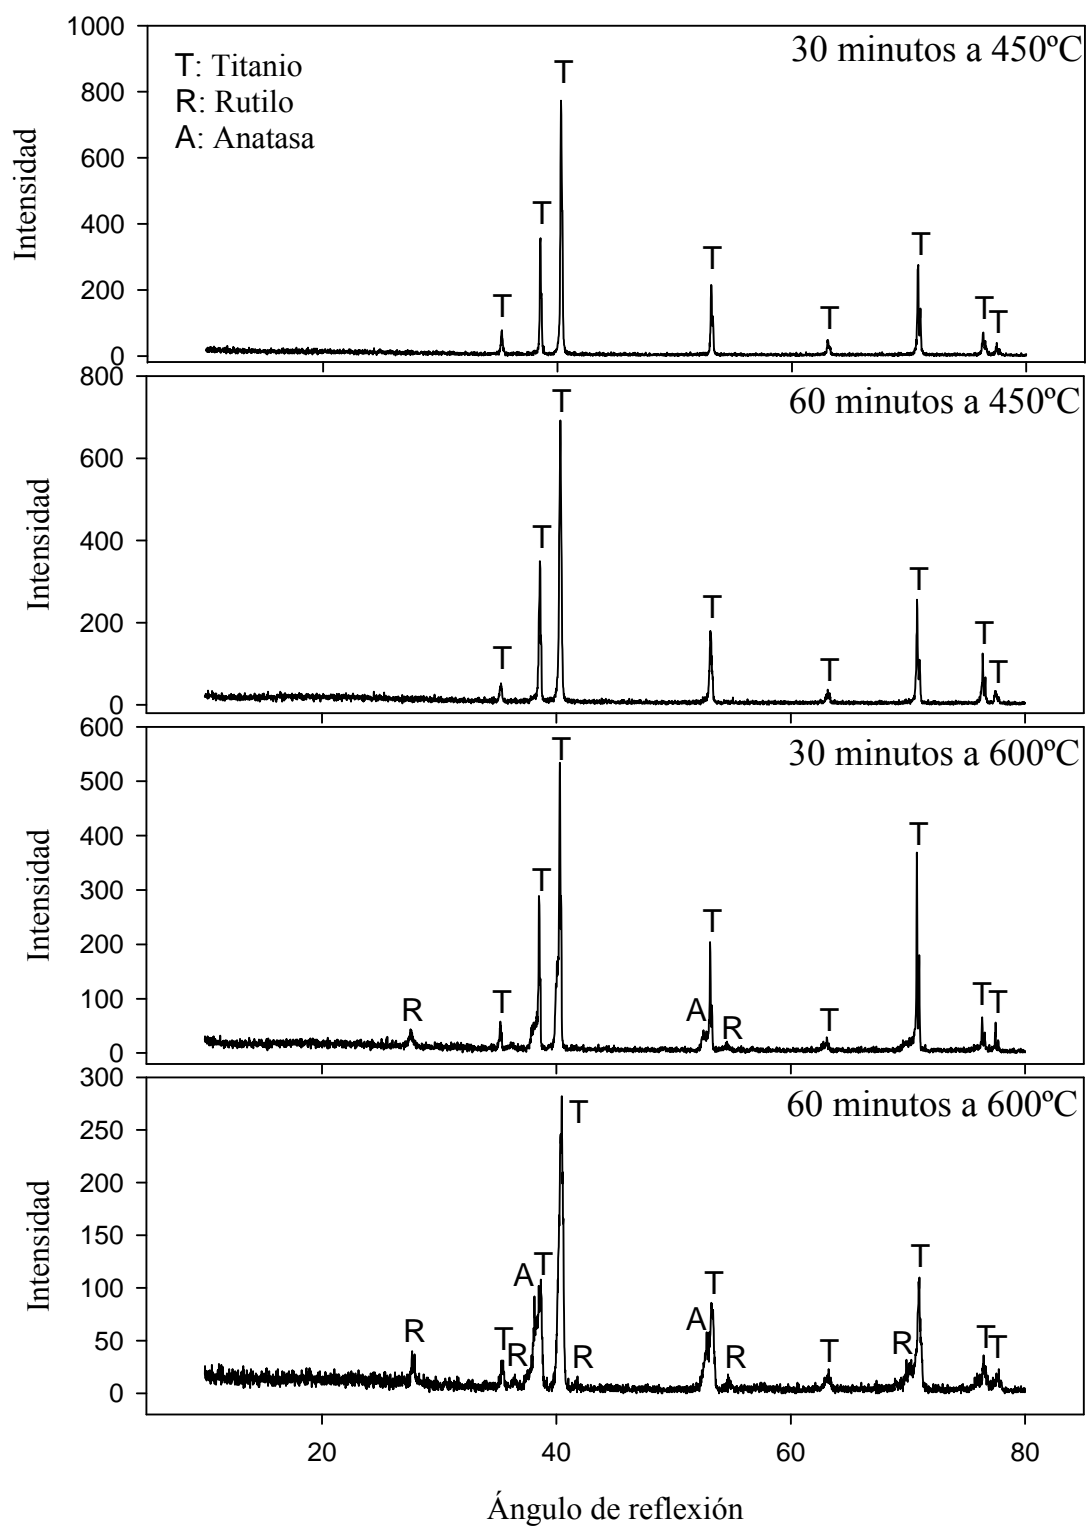 1000
30 minutos a 450ºC
T: Titanio
R: Rutilo
A: Anatasa
T
800
600
400
T
T
T
200
T
T
T
T
0
Intensidad
800
60 minutos a 450ºC
T
600
T
400
T
T
200
T
T
T
T
0
Intensidad
600
30 minutos a 600ºC
T
500
400
T
T
300
T
200
100
R
T
A
R
T
T
T
0
Intensidad
300
60 minutos a 600ºC
T
250
200
150
A
T
T
T
100
R
T
R
R
A
R
T
R
T
T
50
0
Intensidad
20
40
60
80
Ángulo de reflexión